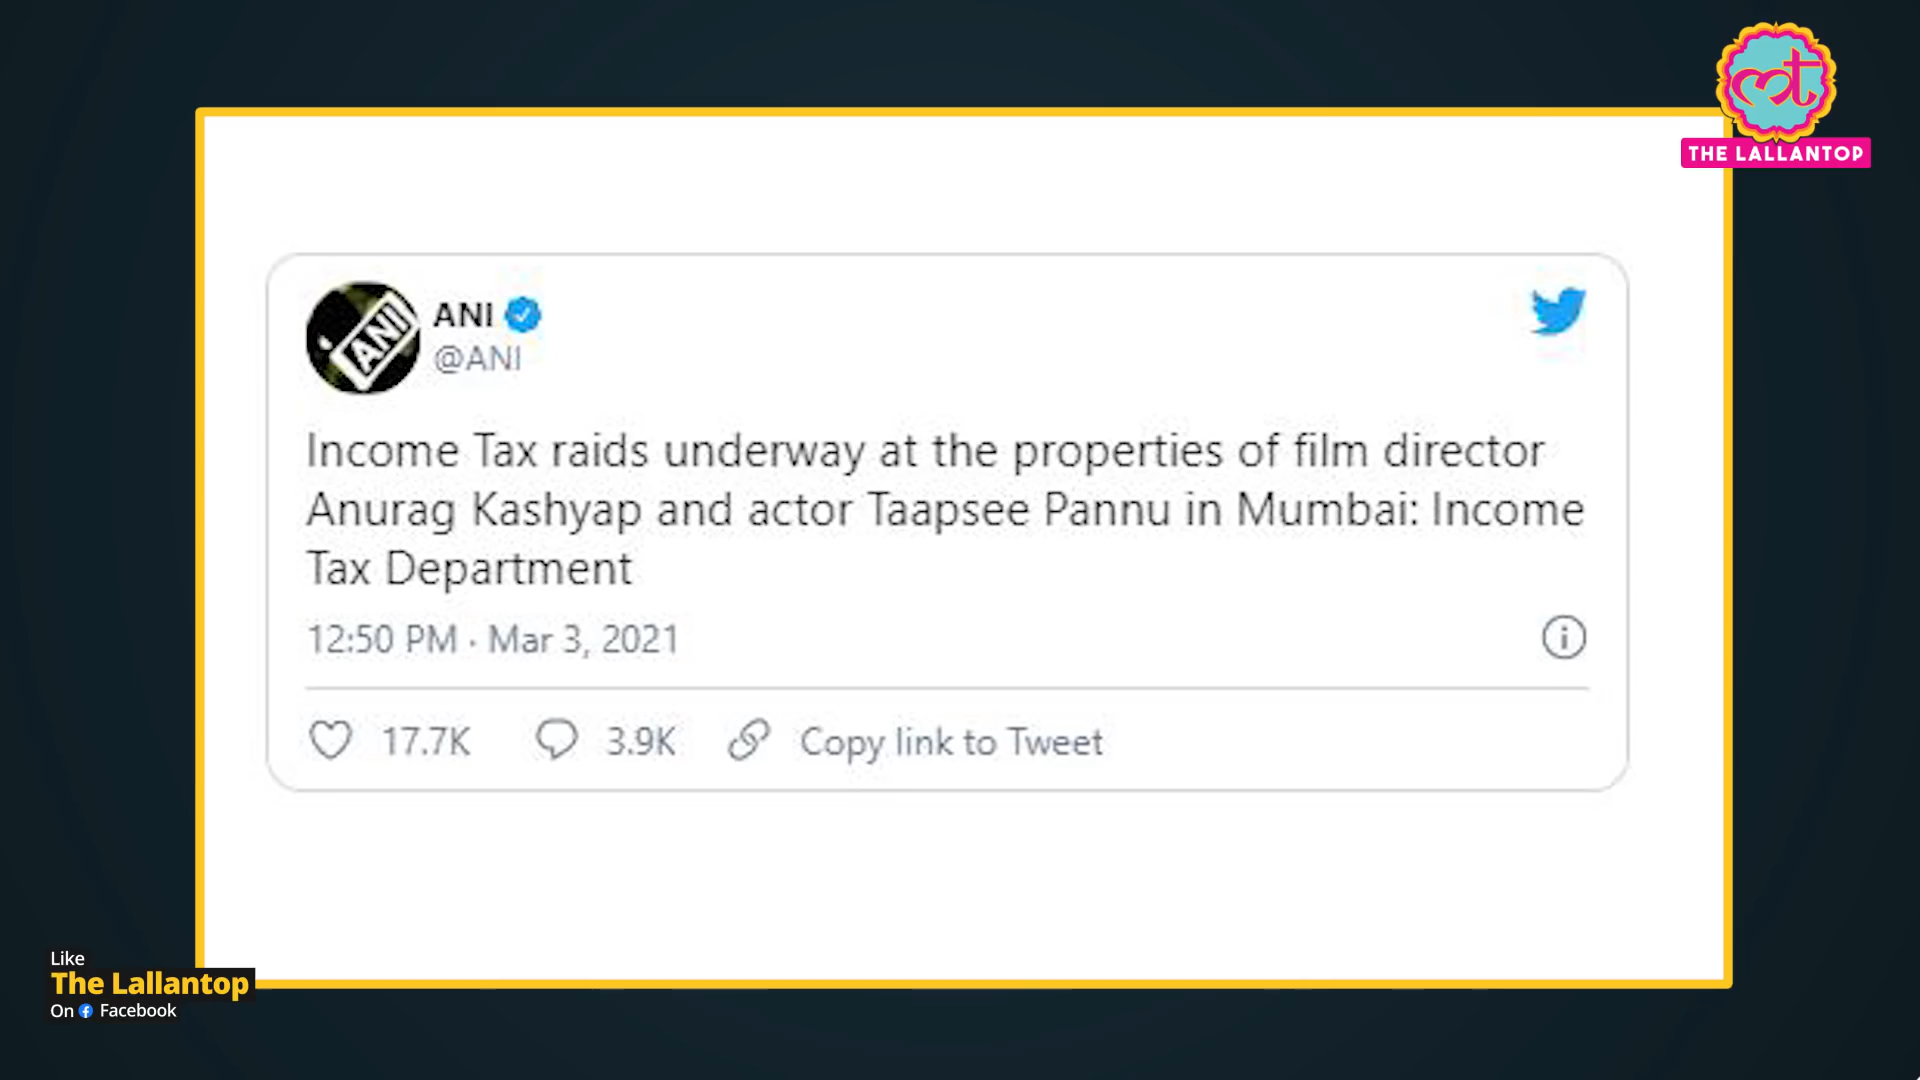 THE LALLANTOP
ANI
ANI
@ANI
Income Tax raids underway at the properties of film director
Anurag Kashyap and actor Taapsee Pannu in Mumbai: Income
Tax Department
12:50 PM · Mar 3, 2021
17.7K 3.9K Copy link to Tweet
Like
The Lallantop
On Facebook